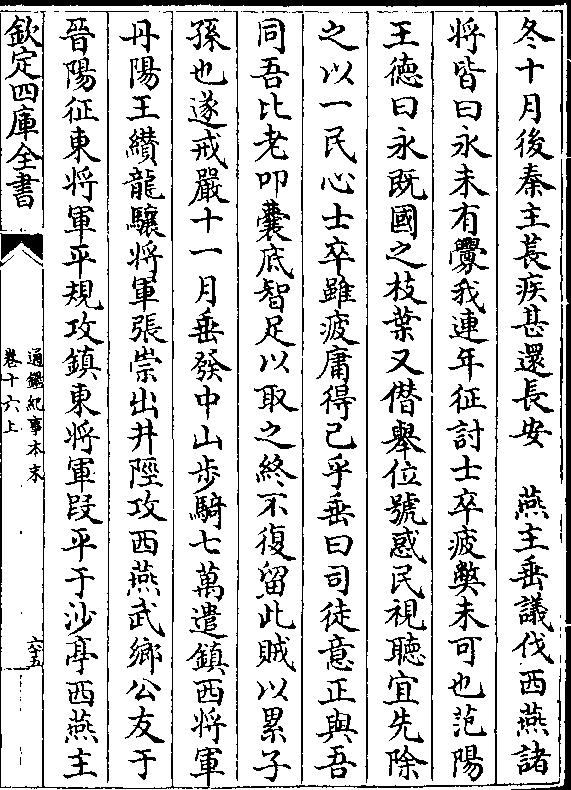 冬十月後秦主萇疾甚還長安　燕主垂議伐西燕諸
將皆曰永未有釁我連年征討士卒疲弊未可也范陽
王德曰永既國之枝葉又僭舉位號惑民視聽宜先除
之以一民心士卒雖疲庸得已乎垂曰司徒意正與吾
同吾比老叩囊底智足以取之終不復留此賊以累子
孫也遂戒嚴十一月垂發中山步騎七萬遣鎮西將軍
丹陽王纘龍驤將軍張崇出井陘攻西燕武鄉公友于
晉陽征東將軍平規攻鎮東將軍段平于沙亭西燕主
欽定四庫全書
通鑑紀事本末
卷十六上
六五